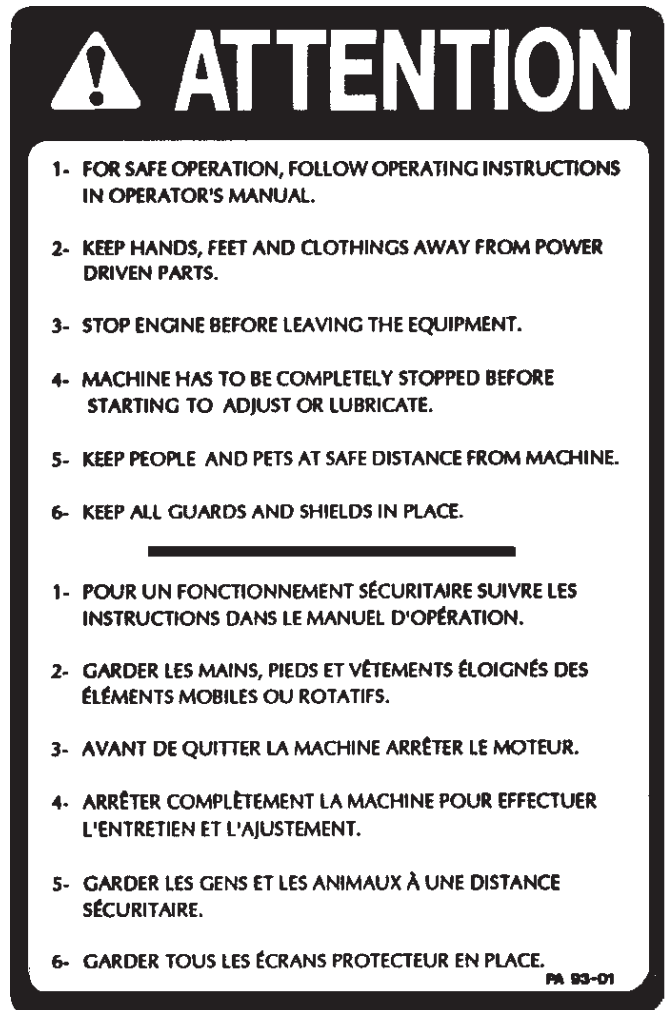 ATTENTION
1- FOR SAFE OPERATION, FOLLOW OPERATING INSTRUCTIONS
IN OPERATOR'S MANUAL.
2- KEEP HANDS, FEET AND CLOTHINGS AWAY FROM POWER
DRIVEN PARTS.
3- STOP ENGINE BEFORE LEAVING THE EQUIPMENT.
4- MACHINE HAS TO BE COMPLETELY STOPPED BEFORE
STARTING TO ADJUST OR LUBRICATE.
5- KEEP PEOPLE AND PETS AT SAFE DISTANCE FROM MACHINE.
6- KEEP ALL GUARDS AND SHIELDS IN PLACE.
1- POUR UN FONCTIONNEMENT SÉCURITAIRE SUIVRE LES
INSTRUCTIONS DANS LE MANUEL D'OPÉRATION.
2- GARDER LES MAINS, PIEDS ET VÊTEMENTS ÉLOIGNÉS DES
ÉLÉMENTS MOBILES OU ROTATIFS.
3- AVANT DE QUITTER LA MACHINE ARRÊTER LE MOTEUR.
4- ARRÊTER COMPLÈTEMENT LA MACHINE POUR EFFECTUER
L'ENTRETIEN ET L'AJUSTEMENT.
5- GARDER LES GENS ET LES ANIMAUX À UNE DISTANCE
SÉCURITAIRE.
6- GARDER TOUS LES ÉCRANS PROTECTEUR EN PLACE.
PA 93-01